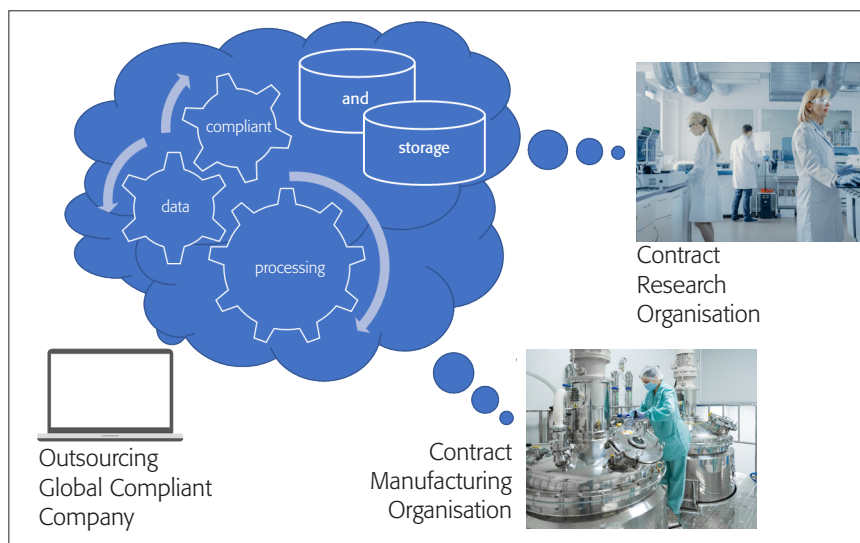 compliant
data
processing
and
storage
Contract
Research
Organisation
Outsourcing
Global Compliant
Company
Contract
Manufacturing
Organisation